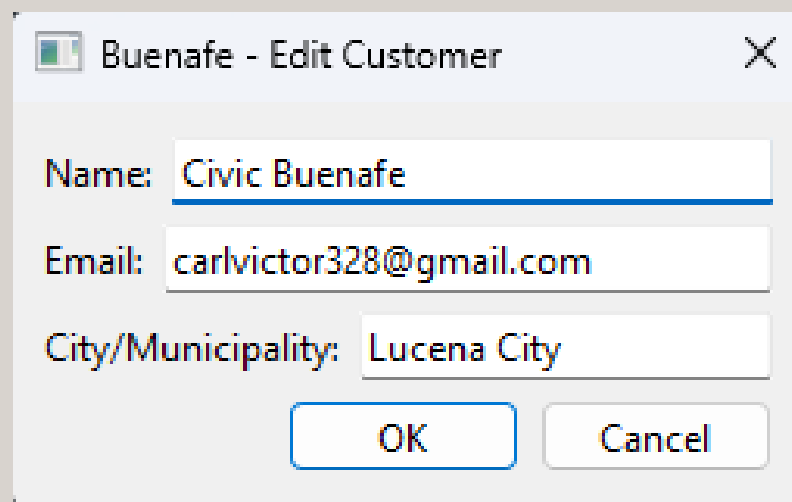 Buenafe - Edit Customer
Name: Civic Buenafe
Email: carlvictor328@gmail.com
City/Municipality: Lucena City
OK Cancel